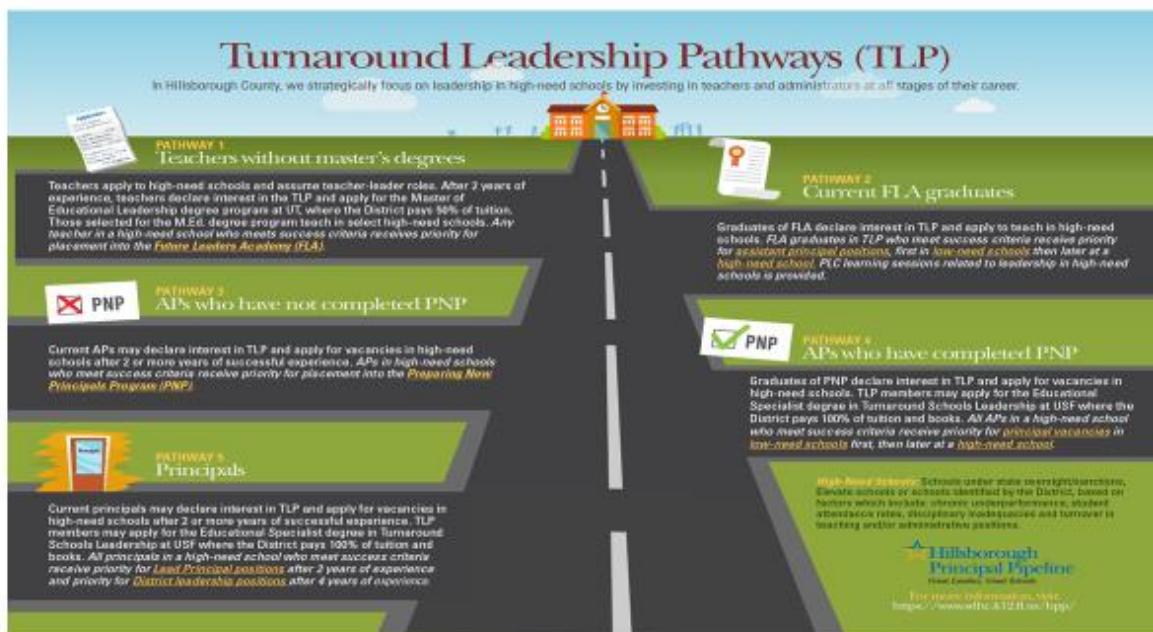 Turnaround Leadership Pathways (TLP)
In Hillsborough County, we strategically focus on leadership in high-need schools by investing in teachers and administrators at all stages of their career.
PATHWAY 1
Teachers without master's degrees
Teachers apply to high-need schools and assume teacher-leader roles. After 2 years of
experience, teachers declare interest in the TLP and apply for the Master of
Educational Leadership degree program at UT, where the District pays 50% of tuition.
Those selected for the M.Ed. degree program teach in select high-need schools. Any
teacher in a high-need school who meets success criteria receives priority for
placement into the Future Leaders Academy (FLA).
PATHWAY 2
Current FLA graduates
Graduates of FLA declare interest in TLP and apply to teach in high-need
schools. FLA graduates in TLP who meet success criteria receive priority
for assistant principal positions, first in low-need schools then later at a
high-need school. PLC learning sessions related to leadership in high-need
schools is provided.
PNP
PATHWAY 3
APs who have not completed PNP
Current APs may declare interest in TLP and apply for vacancies in high-need
schools after 2 or more years of successful experience. APs in high-need schools
who meet success criteria receive priority for placement into the Preparing New
Principals Program (PNP)
PNP
PATHWAY 4
APs who have completed PNP
Graduates of PNP declare interest in TLP and apply for vacancies in
high-need schools. TLP members may apply for the Educational
Specialist degree in Turnaround Schools Leadership at USF where the
District pays 100% of tuition and books. All APs in a high-need school
who meet success criteria receive priority for principal vacancies in
low-need schools first, then later at a high-need school.
PATHWAY 5
Principals
Current principals may declare interest in TLP and apply for vacancies in
high-need schools after 2 or more years of successful experience. TLP
members may apply for the Educational Specialist degree in Turnaround
Schools Leadership at USF where the District pays 100% of tuition and
books. All principals in a high-need school who meet success criteria
receive priority for Lead Principal positions after 2 years of experience
and priority for District leadership positions after 4 years of experience
High-Need Schools: Schools under state oversight/sanctions,
Elevate schools or schools identified by the District, based on
factors which include: chronic underperformance, student
attendance rates, disciplinary inadequacies and turnover in
teaching and/or administrative positions.
Hillsborough
Principal Pipeline
Great Leaders, Great Schools
For more information, visit